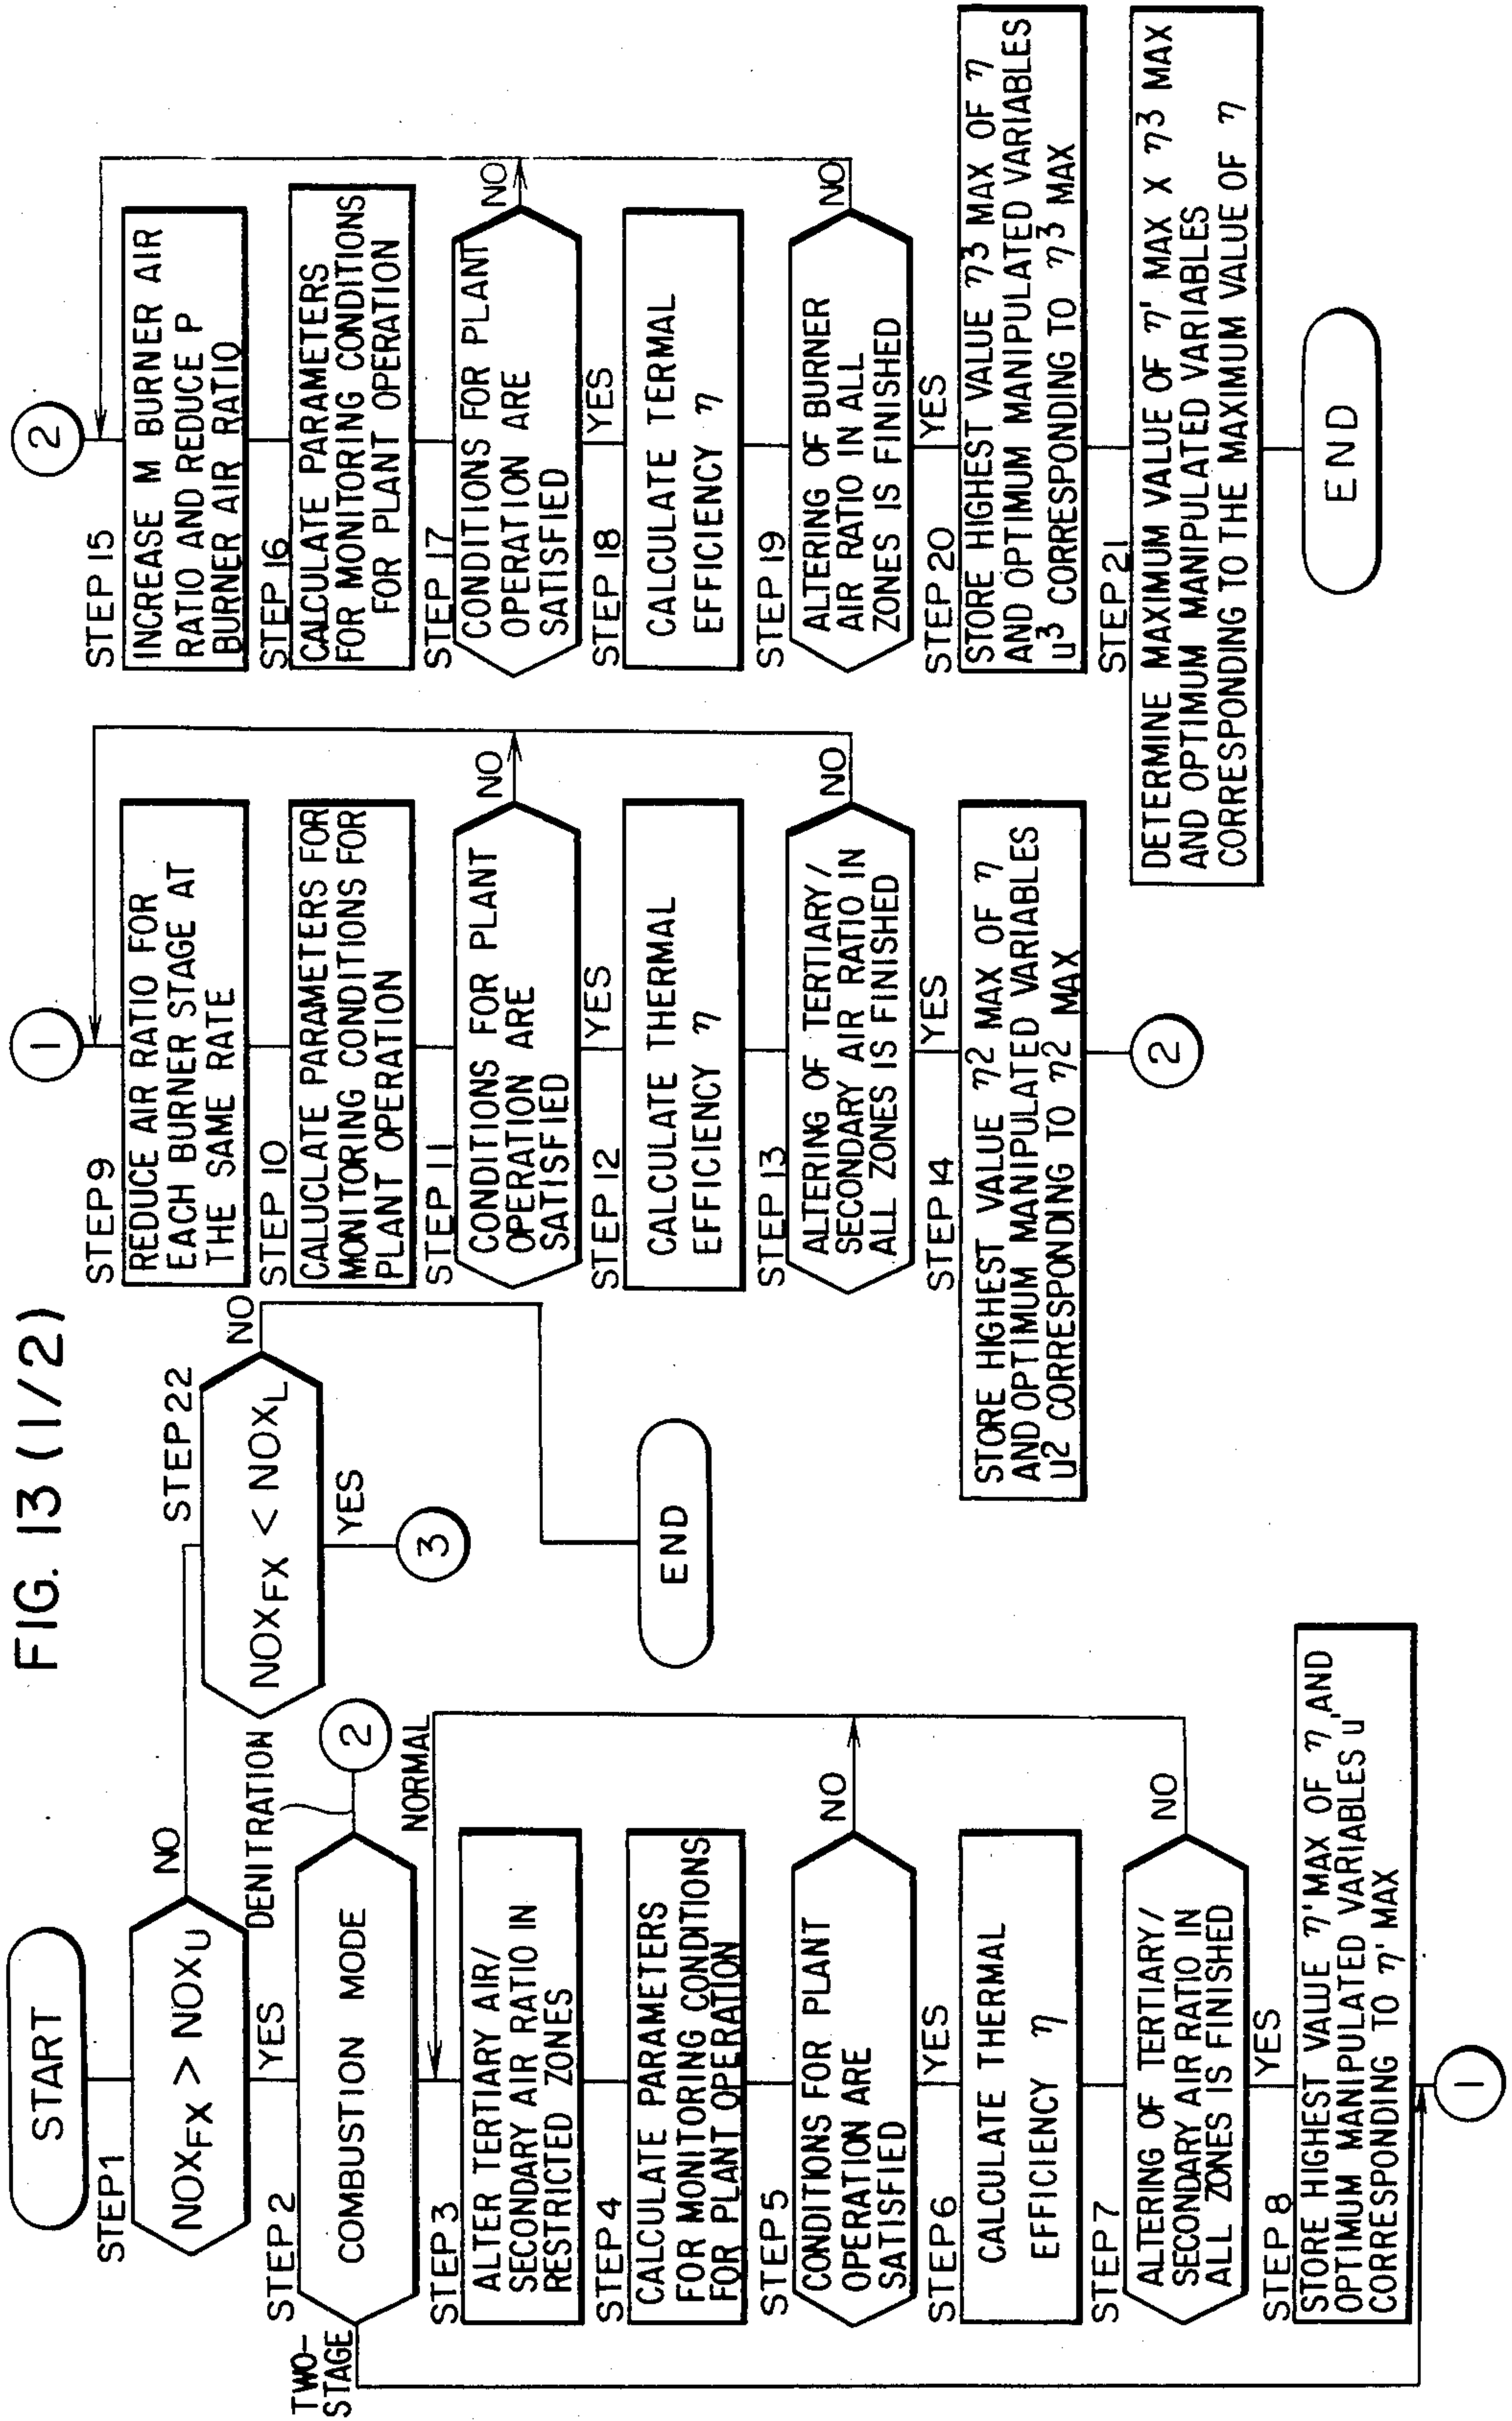 FIG. 13 (1/2)
START
STEP 1
NOXFX > NOXU
NO
YES
STEP 2
COMBUSTION MODE
DENITRATION
2
TWO-
STAGE
NORMAL
STEP 3
ALTER TERTIARY AIR/
SECONDARY AIR RATIO IN
RESTRICTED ZONES
STEP 4
CALCULATE PARAMETERS
FOR MONITORING CONDITIONS
FOR PLANT OPERATION
STEP 5
CONDITIONS FOR PLANT
OPERATION ARE
SATISFIED
NO
YES
STEP 6
CALCULATE THERMAL
EFFICIENCY η
STEP 7
ALTERING OF TERTIARY/
SECONDARY AIR RATIO IN
ALL ZONES IS FINISHED
NO
YES
STEP 8
STORE HIGHEST VALUE η' MAX OF η AND
OPTIMUM MANIPULATED VARIABLES u'
CORRESPONDING TO η' MAX
1
STEP 22
NOXFX < NOXL
NO
YES
3
END
1
STEP 9
REDUCE AIR RATIO FOR
EACH BURNER STAGE AT
THE SAME RATE
STEP 10
CALUCLATE PARAMETERS FOR
MONITORING CONDITIONS FOR
PLANT OPERATION
STEP 11
CONDITIONS FOR PLANT
OPERATION ARE
SATISFIED
NO
YES
STEP 12
CALCULATE THERMAL
EFFICIENCY η
STEP 13
ALTERING OF TERTIARY/
SECONDARY AIR RATIO IN
ALL ZONES IS FINISHED
NO
YES
STEP 14
STORE HIGHEST VALUE η2 MAX OF η
AND OPTIMUM MANIPULATED VARIABLES
u2 CORRESPONDING TO η2 MAX
2
2
STEP 15
INCREASE M BURNER AIR
RATIO AND REDUCE P
BURNER AIR RATIO
STEP 16
CALCULATE PARAMETERS
FOR MONITORING CONDITIONS
FOR PLANT OPERATION
STEP 17
CONDITIONS FOR PLANT
OPERATION ARE
SATISFIED
NO
YES
STEP 18
CALCULATE TERMAL
EFFICIENCY η
STEP 19
ALTERING OF BURNER
AIR RATIO IN ALL
ZONES IS FINISHED
NO
YES
STEP 20
STORE HIGHEST VALUE η3 MAX OF η
AND OPTIMUM MANIPULATED VARIABLES
u3 CORRESPONDING TO η3 MAX
STEP 21
DETERMINE MAXIMUM VALUE OF η' MAX X η3 MAX
AND OPTIMUM MANIPULATED VARIABLES
CORRESPONDING TO THE MAXIMUM VALUE OF η
END